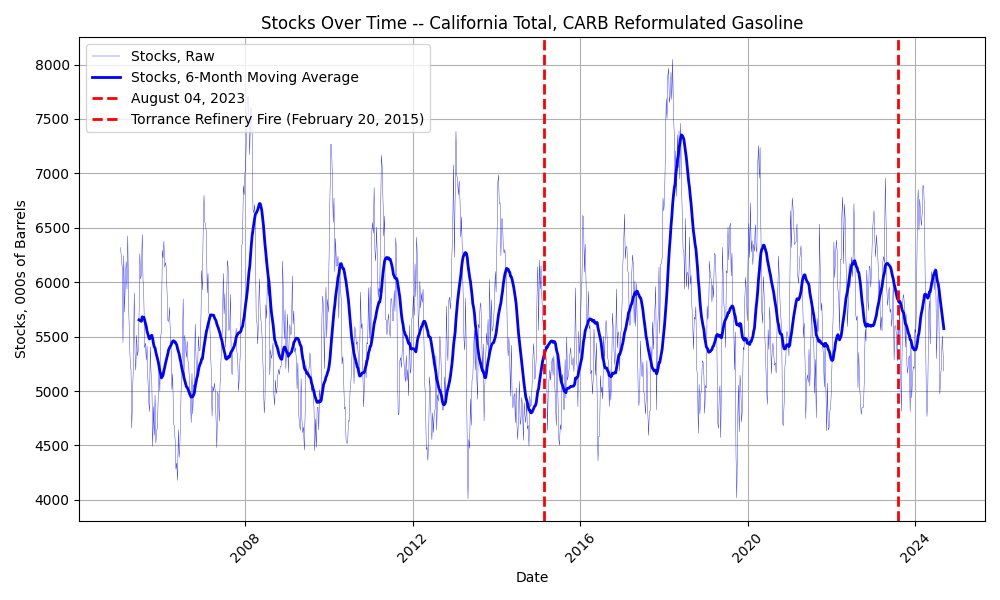 Stocks Over Time -- California Total, CARB Reformulated Gasoline
Stocks, Raw
Stocks, 6-Month Moving Average
August 04, 2023
Torrance Refinery Fire (February 20, 2015)
Stocks, 000s of Barrels
8000
7500
7000
6500
6000
5500
5000
4500
4000
2008
2012
2016
2020
2024
Date